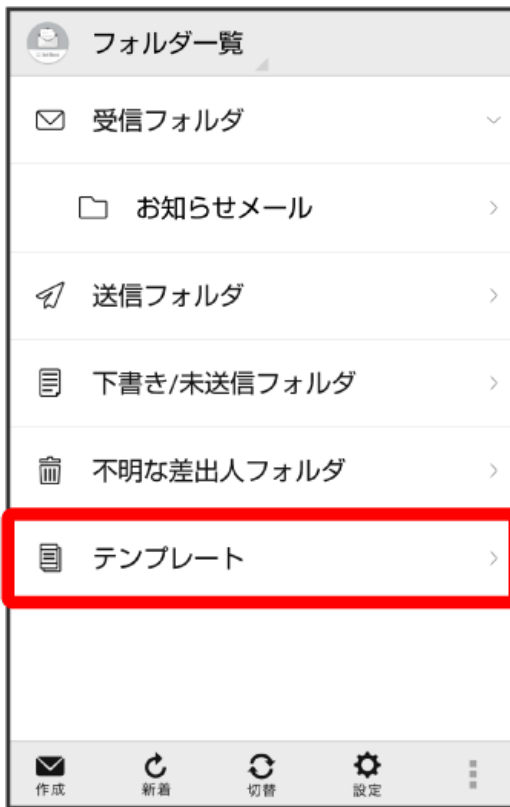 フォルダ一覧
受信フォルダ
お知らせメール
送信フォルダ
下書き/未送信フォルダ
不明な差出人フォルダ
テンプレート
作成 新着 切替 設定